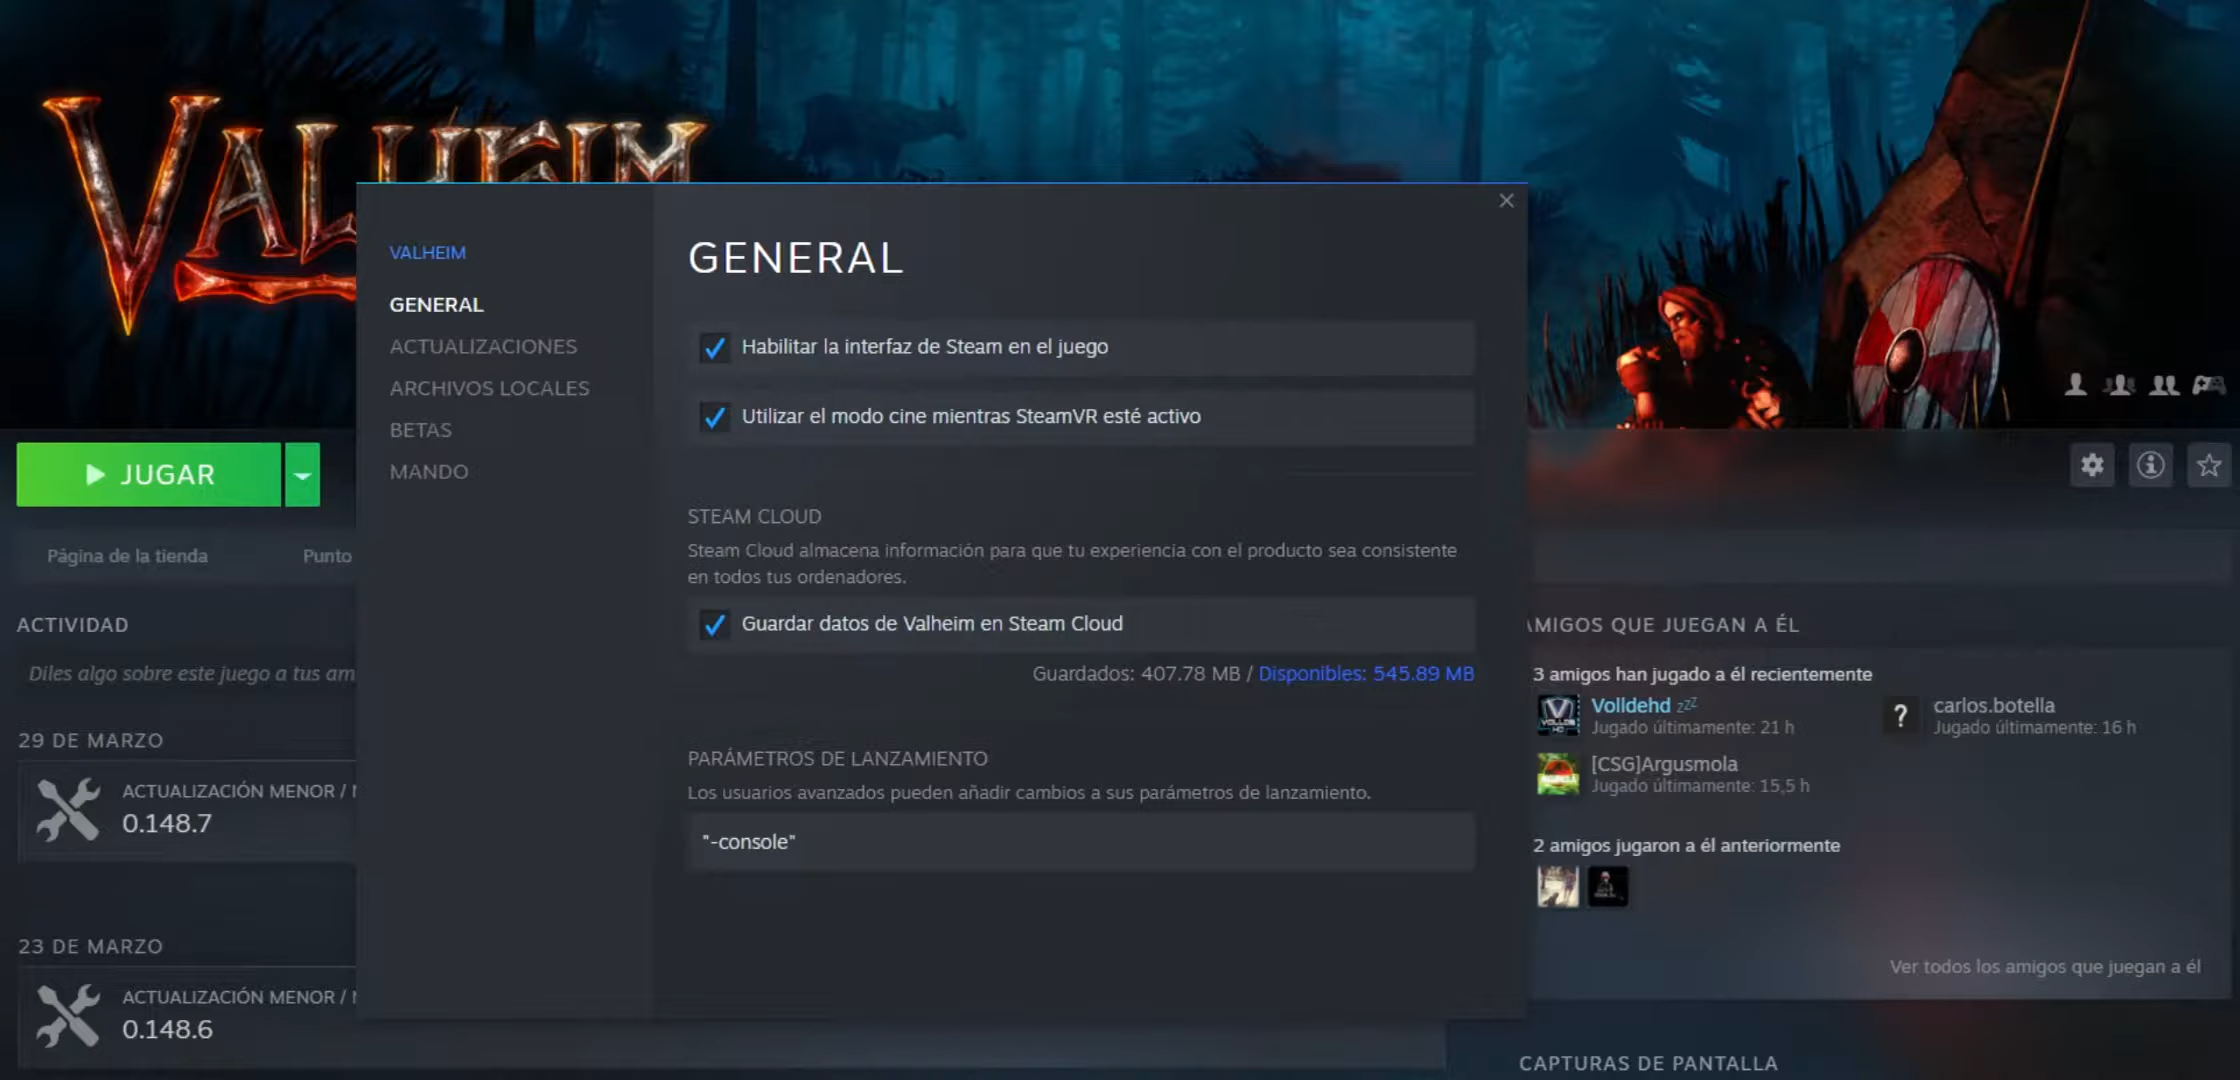 VALHEIM
VALHEIM
GENERAL
ACTUALIZACIONES
ARCHIVOS LOCALES
BETAS
MANDO
GENERAL
Habilitar la interfaz de Steam en el juego
Utilizar el modo cine mientras SteamVR esté activo
STEAM CLOUD
Steam Cloud almacena información para que tu experiencia con el producto sea consistente
en todos tus ordenadores.
Guardar datos de Valheim en Steam Cloud
Guardados: 407.78 MB / Disponibles: 545.89 MB
PARÁMETROS DE LANZAMIENTO
Los usuarios avanzados pueden añadir cambios a sus parámetros de lanzamiento.
"-console"
JUGAR
Página de la tienda
Punto
ACTIVIDAD
Diles algo sobre este juego a tus am
29 DE MARZO
ACTUALIZACIÓN MENOR /
0.148.7
23 DE MARZO
ACTUALIZACIÓN MENOR /
0.148.6
AMIGOS QUE JUEGAN A ÉL
3 amigos han jugado a él recientemente
Volldehd zzz
Jugado últimamente: 21 h
? carlos.botella
Jugado últimamente: 16 h
[CSG]Argusmola
Jugado últimamente: 15,5 h
2 amigos jugaron a él anteriormente
Ver todos los amigos que juegan a él
CAPTURAS DE PANTALLA